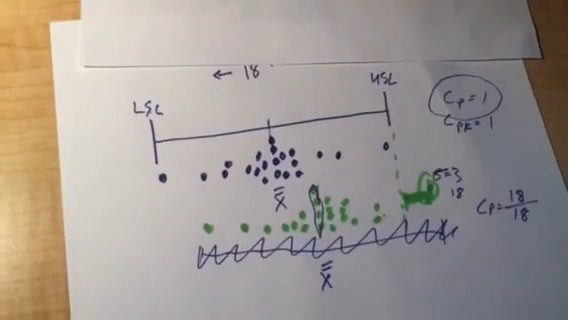 ← 18
LSL
USL
Cp = 1
Cpk = 1
x̿
σ=3
18
Cp = 18/18
x̿